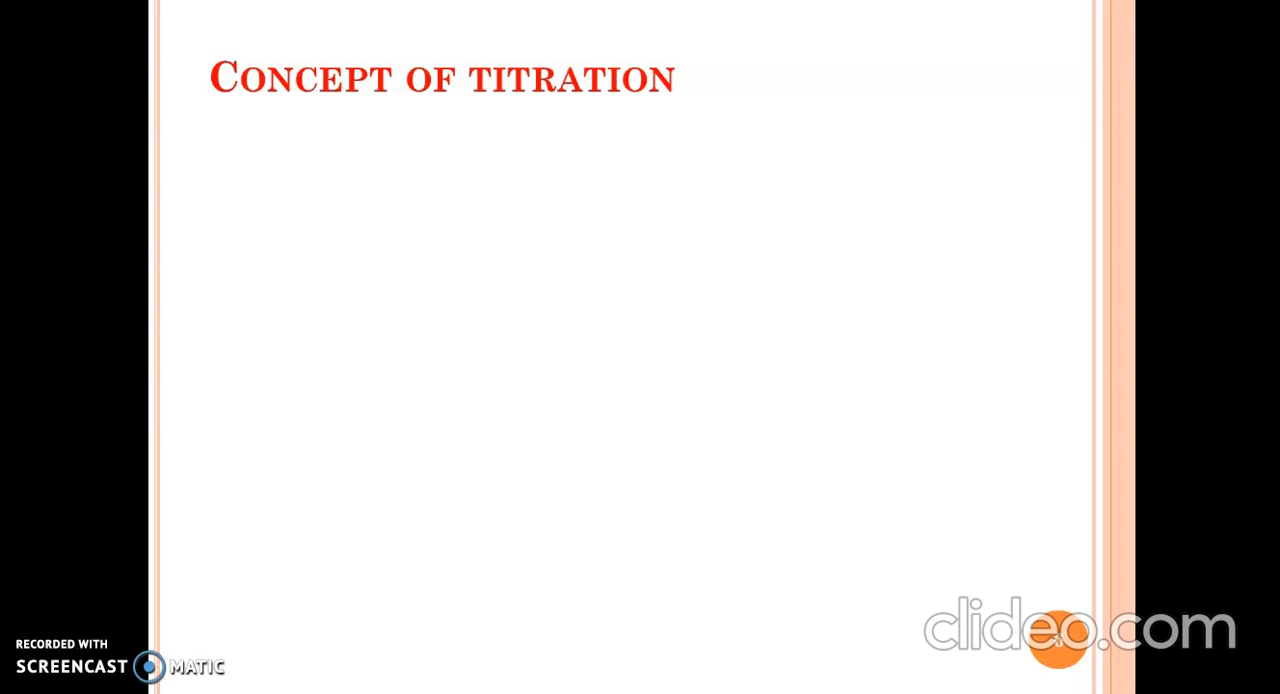 CONCEPT OF TITRATION
clideo.com
RECORDED WITH
SCREENCAST MATIC